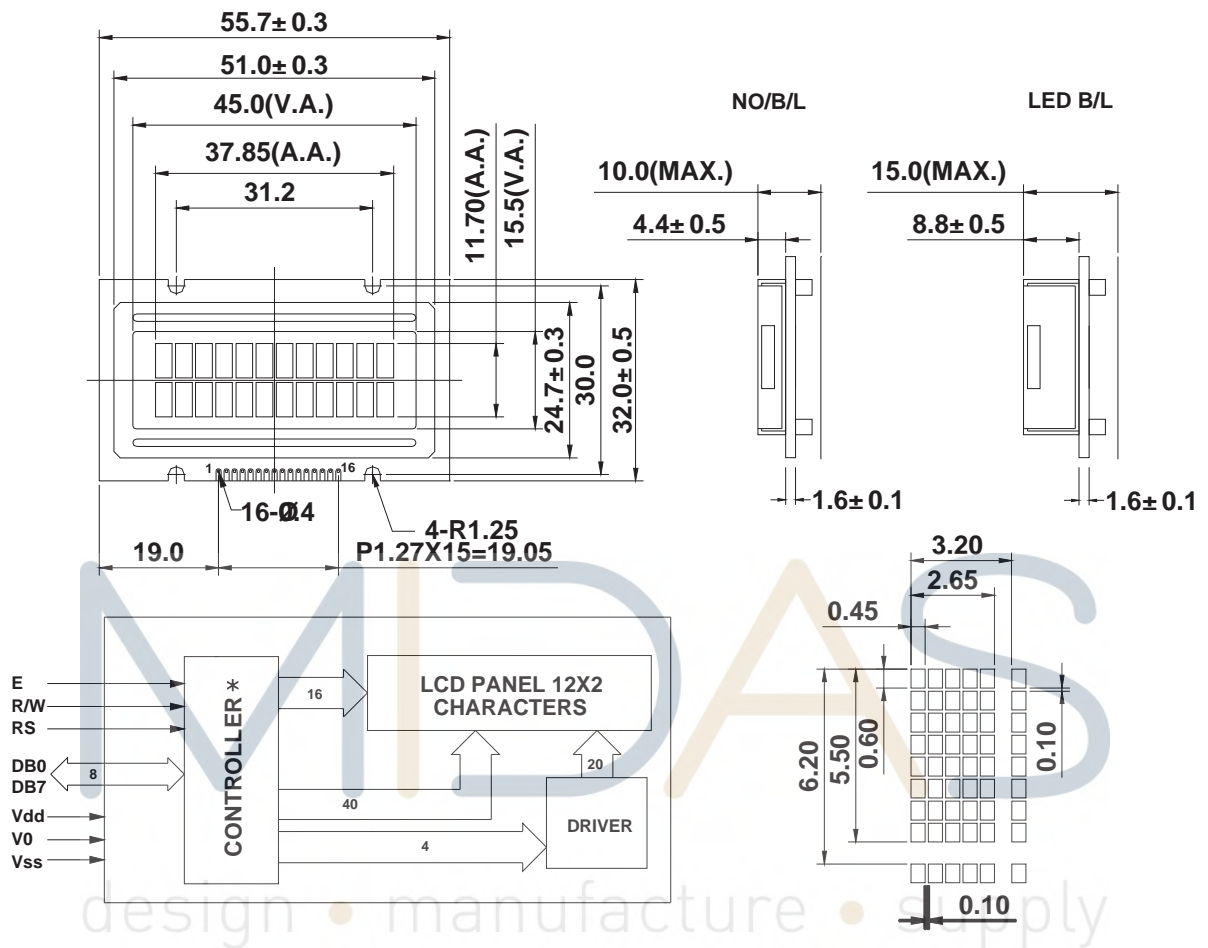 55.7± 0.3
51.0± 0.3
45.0(V.A.)
37.85(A.A.)
31.2
11.70(A.A.)
15.5(V.A.)
24.7± 0.3
30.0
32.0± 0.5
1
16
4-R1.25
19.0
P1.27X15=19.05
NO/B/L
10.0(MAX.)
4.4± 0.5
1.6± 0.1
LED B/L
15.0(MAX.)
8.8± 0.5
1.6± 0.1
E
R/W
RS
DB0
DB7
8
Vdd
V0
Vss
CONTROLLER *
16
LCD PANEL 12X2
CHARACTERS
40
20
4
DRIVER
3.20
2.65
0.45
6.20
5.50
0.60
0.10
0.10
MIDAS
design • manufacture • supply